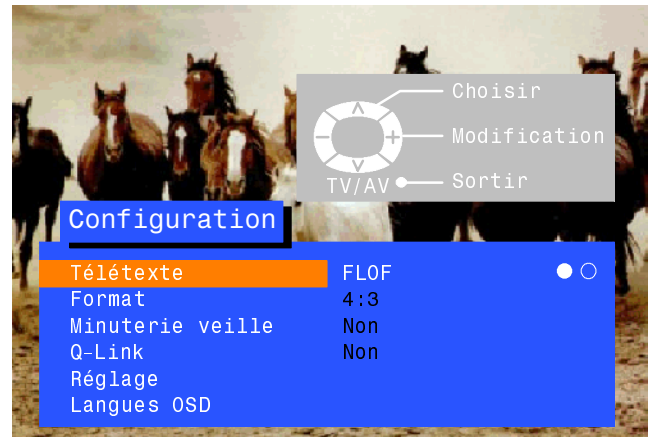 Choisir
Modification
TV/AV Sortir
Configuration
Télétexte FLOF
Format 4:3
Minuterie veille Non
Q-Link Non
Réglage
Langues OSD